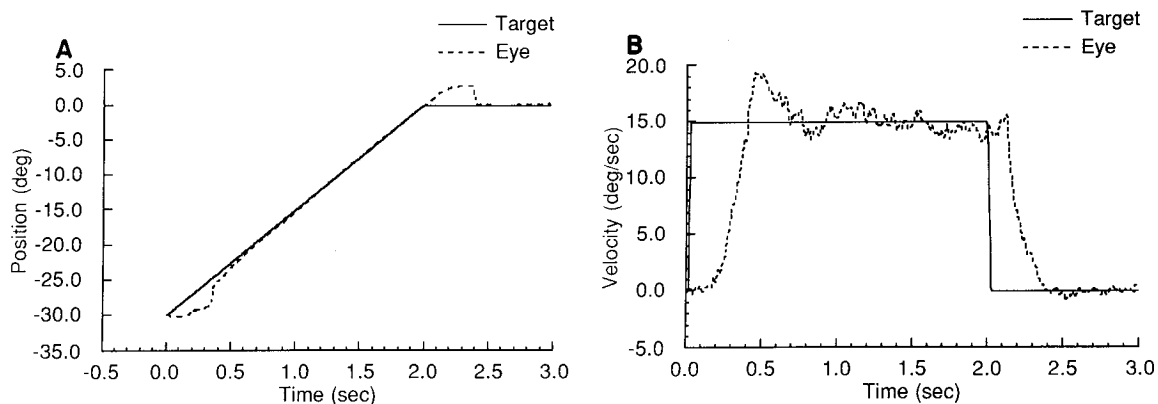 A
Target
Eye
5.0
0.0
-5.0
-10.0
-15.0
-20.0
-25.0
-30.0
-35.0
Position (deg)
-0.5 0.0 0.5 1.0 1.5 2.0 2.5 3.0
Time (sec)
B
Target
Eye
20.0
15.0
10.0
5.0
0.0
-5.0
Velocity (deg/sec)
0.0 0.5 1.0 1.5 2.0 2.5 3.0
Time (sec)